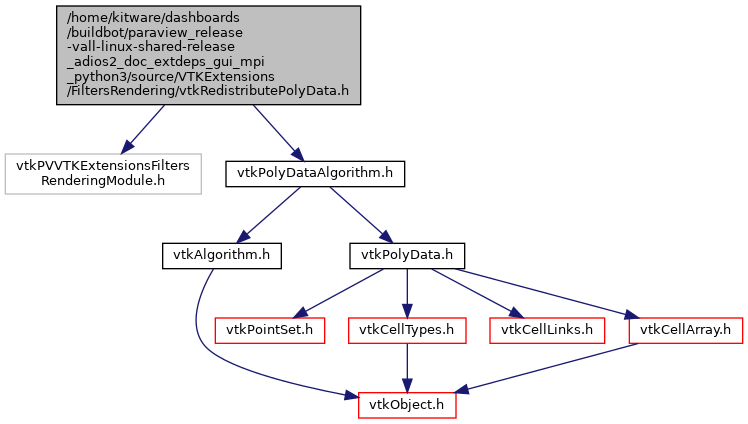 /home/kitware/dashboards
/buildbot/paraview_release
-vall-linux-shared-release
_adios2_doc_extdeps_gui_mpi
_python3/source/VTKExtensions
/FiltersRendering/vtkRedistributePolyData.h
vtkPVVTKExtensionsFilters
RenderingModule.h
vtkPolyDataAlgorithm.h
vtkAlgorithm.h
vtkPolyData.h
vtkPointSet.h
vtkCellTypes.h
vtkCellLinks.h
vtkCellArray.h
vtkObject.h